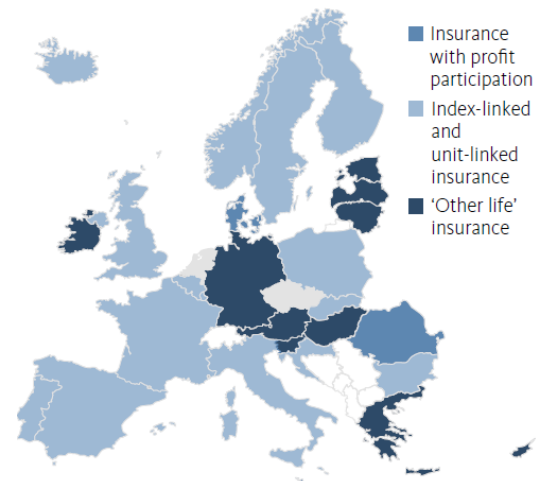 Insurance
with profit
participation
Index-linked
and
unit-linked
insurance
‘Other life’
insurance